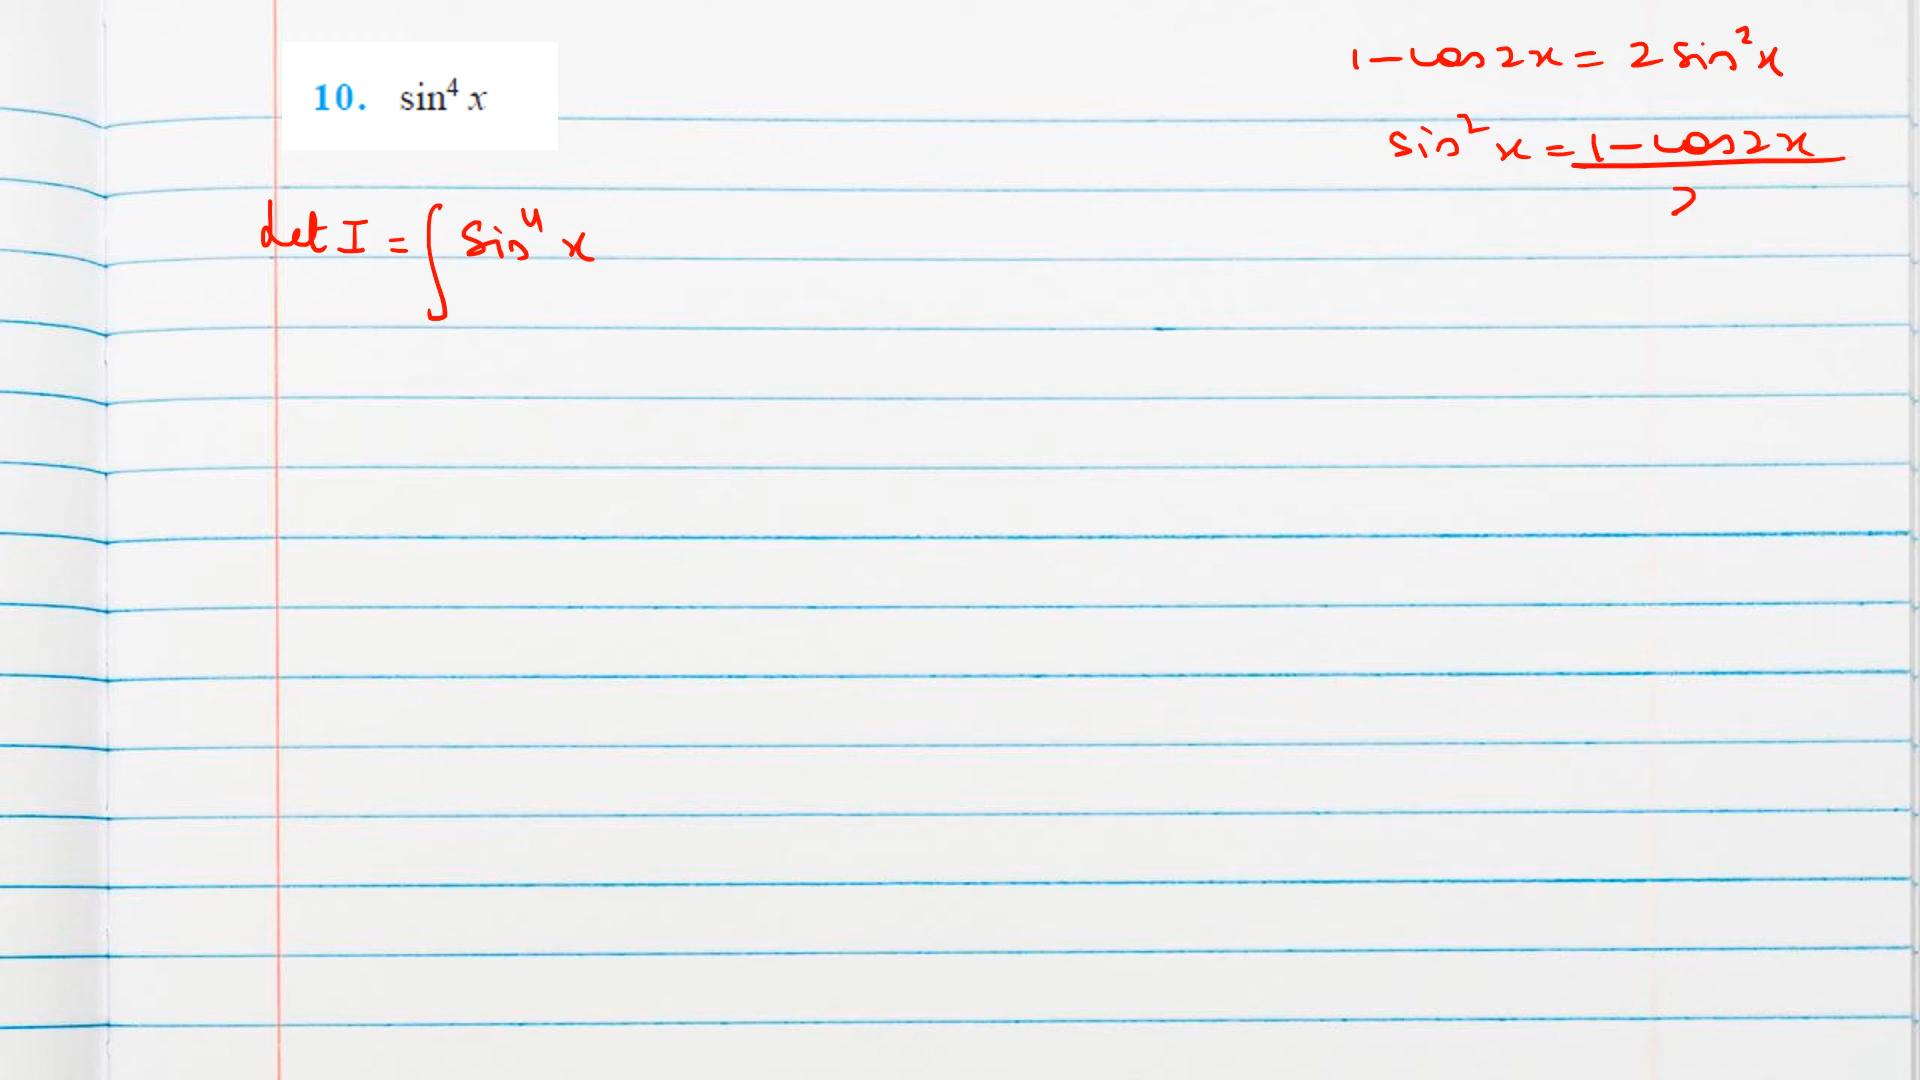 10. sin⁴ x
1 - cos 2x = 2 sin² x
sin² x = (1 - cos 2x) / 2
Let I = ∫ sin⁴ x